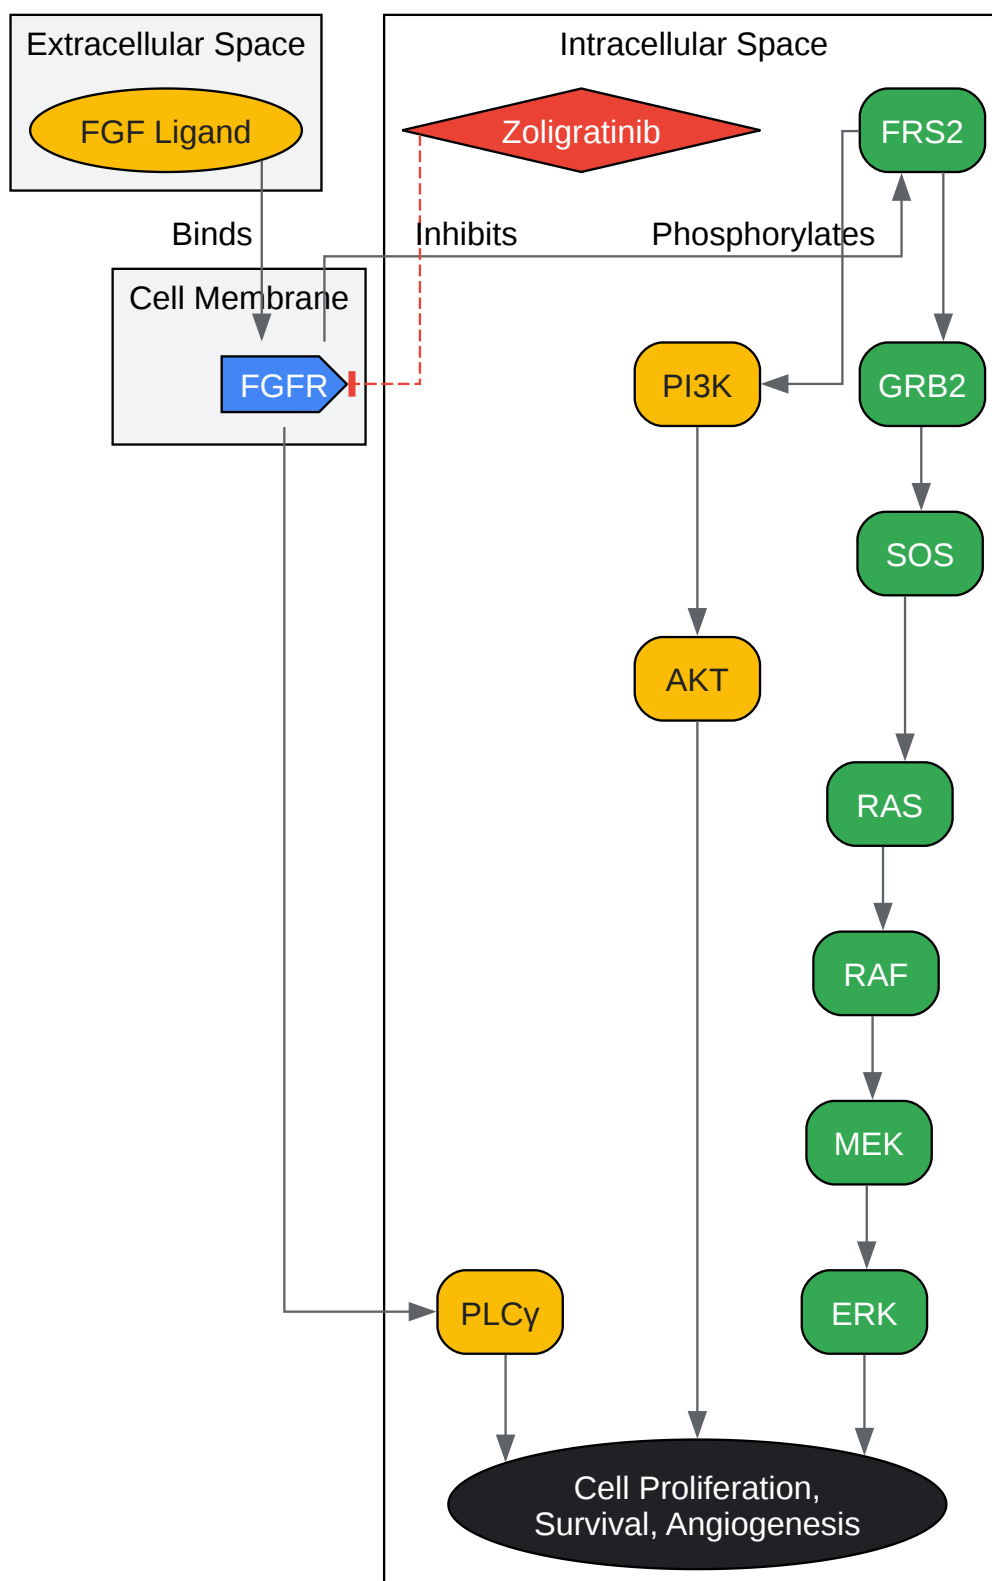 Extracellular Space
Intracellular Space
FGF Ligand
Zoligratinib
FRS2
Binds
Inhibits
Phosphorylates
Cell Membrane
FGFR
PI3K
GRB2
SOS
AKT
RAS
RAF
MEK
PLCγ
ERK
Cell Proliferation,
Survival, Angiogenesis